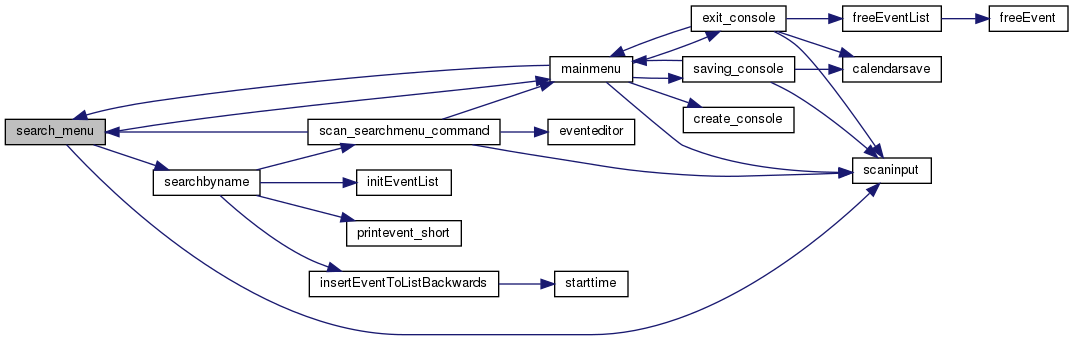 exit_console
freeEventList
freeEvent
mainmenu
saving_console
calendarsave
search_menu
scan_searchmenu_command
eventeditor
create_console
searchbyname
initEventList
scaninput
printevent_short
insertEventToListBackwards
starttime